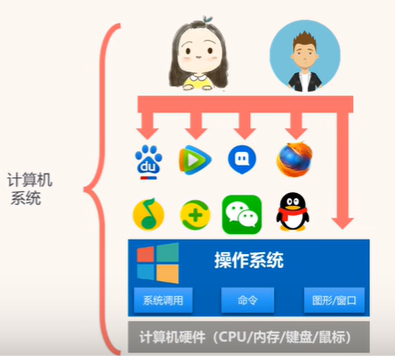 计算机
系统
du
操作系统
系统调用
命令
图形/窗口
计算机硬件（CPU/内存/键盘/鼠标）